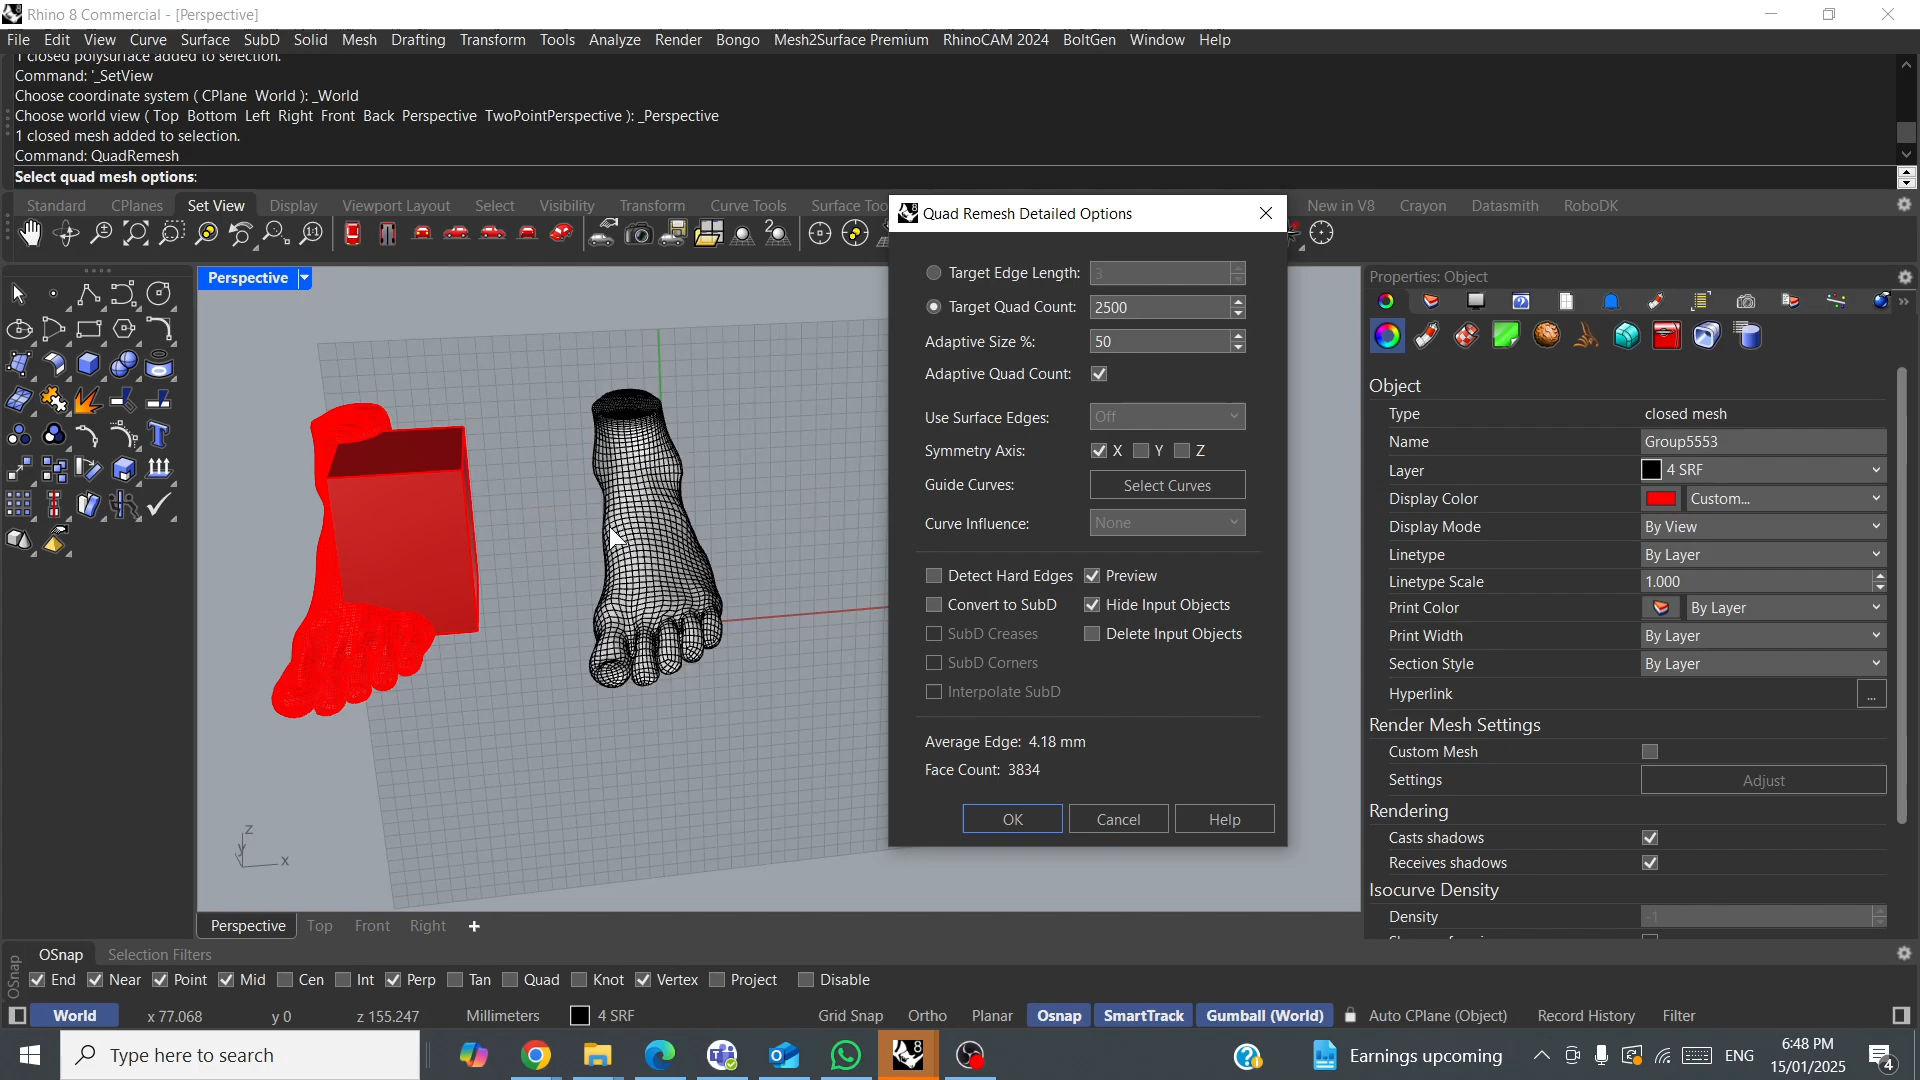 Rhino 8 Commercial - [Perspective]
File Edit View Curve Surface SubD Solid Mesh Drafting Transform Tools Analyze Render Bongo Mesh2Surface Premium RhinoCAM 2024 BoltGen Window Help
1 closed polysurface added to selection.
Command: '_SetView
Choose coordinate system ( CPlane World ): _World
Choose world view ( Top Bottom Left Right Front Back Perspective TwoPointPerspective ): _Perspective
1 closed mesh added to selection.
Command: QuadRemesh
Select quad mesh options:
Standard CPlanes Set View Display Viewport Layout Select Visibility Transform Curve Tools Surface Too New in V8 Crayon Datasmith RoboDK
Quad Remesh Detailed Options
Target Edge Length: 3
Target Quad Count: 2500
Adaptive Size %: 50
Adaptive Quad Count:
Use Surface Edges: Off
Symmetry Axis: X Y Z
Guide Curves: Select Curves
Curve Influence: None
Detect Hard Edges Preview
Convert to SubD Hide Input Objects
SubD Creases Delete Input Objects
SubD Corners
Interpolate SubD
Average Edge: 4.18 mm
Face Count: 3834
OK Cancel Help
Perspective
z
y
x
Properties: Object
Object
Type closed mesh
Name Group5553
Layer 4 SRF
Display Color Custom...
Display Mode By View
Linetype By Layer
Linetype Scale 1.000
Print Color By Layer
Print Width By Layer
Section Style By Layer
Hyperlink ...
Render Mesh Settings
Custom Mesh
Settings Adjust
Rendering
Casts shadows
Receives shadows
Isocurve Density
Density -1
Perspective Top Front Right
OSnap Selection Filters
OSnap
End Near Point Mid Cen Int Perp Tan Quad Knot Vertex Project Disable
World x 77.068 y 0 z 155.247 Millimeters 4 SRF Grid Snap Ortho Planar Osnap SmartTrack Gumball (World) Auto CPlane (Object) Record History Filter
Type here to search
Earnings upcoming
ENG
6:48 PM
15/01/2025
4